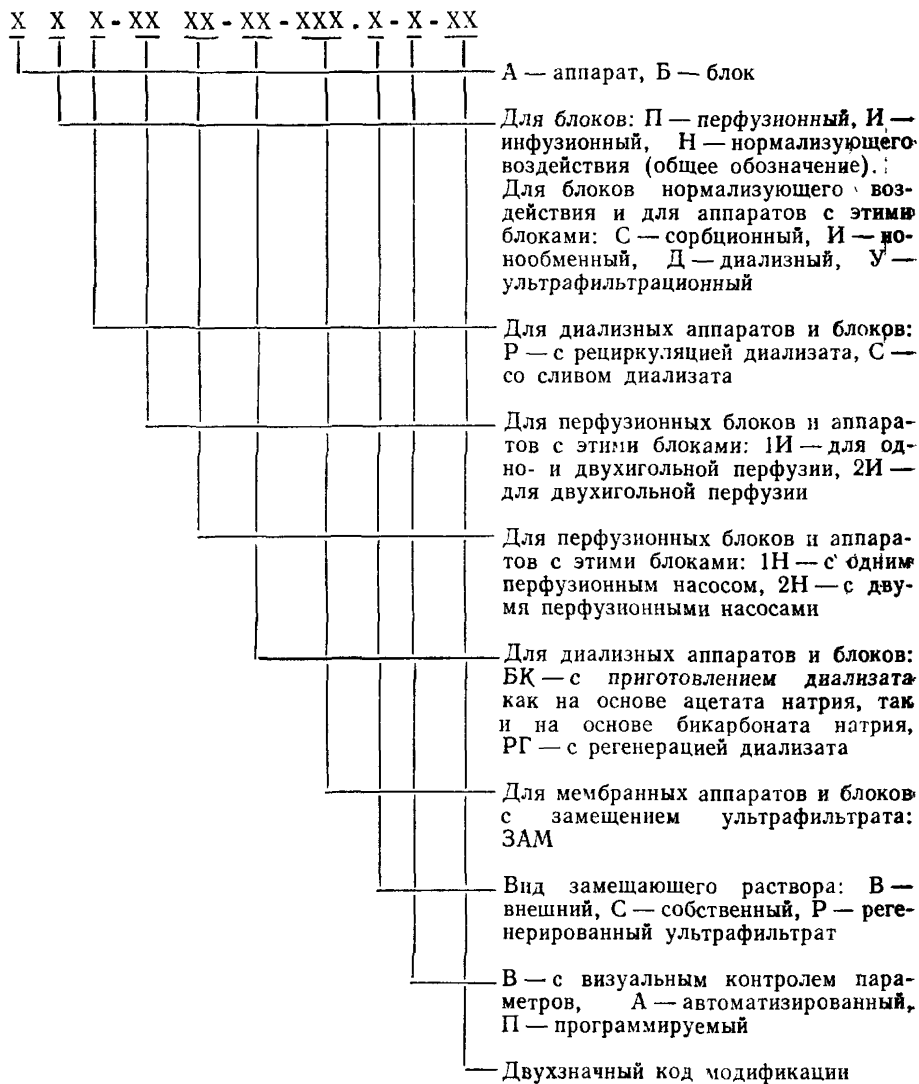 X X X - XX XX - XX - XXX . X - X - XX
А — аппарат, Б — блок
Для блоков: П — перфузионный, И —
инфузионный, Н — нормализующего
воздействия (общее обозначение).
Для блоков нормализующего воз-
действия и для аппаратов с этими
блоками: С — сорбционный, И — ио-
нообменный, Д — диализный, У —
ультрафильтрационный
Для диализных аппаратов и блоков:
Р — с рециркуляцией диализата, С —
со сливом диализата
Для перфузионных блоков и аппара-
тов с этими блоками: 1И — для од-
но- и двухигольной перфузии, 2И —
для двухигольной перфузии
Для перфузионных блоков и аппара-
тов с этими блоками: 1Н — с одним
перфузионным насосом, 2Н — с дву-
мя перфузионными насосами
Для диализных аппаратов и блоков:
БК — с приготовлением диализата
как на основе ацетата натрия, так
и на основе бикарбоната натрия,
РГ — с регенерацией диализата
Для мембранных аппаратов и блоков
с замещением ультрафильтрата:
ЗАМ
Вид замещающего раствора: В —
внешний, С — собственный, Р — реге-
нерированный ультрафильтрат
В — с визуальным контролем пара-
метров, А — автоматизированный,
П — программируемый
Двухзначный код модификации